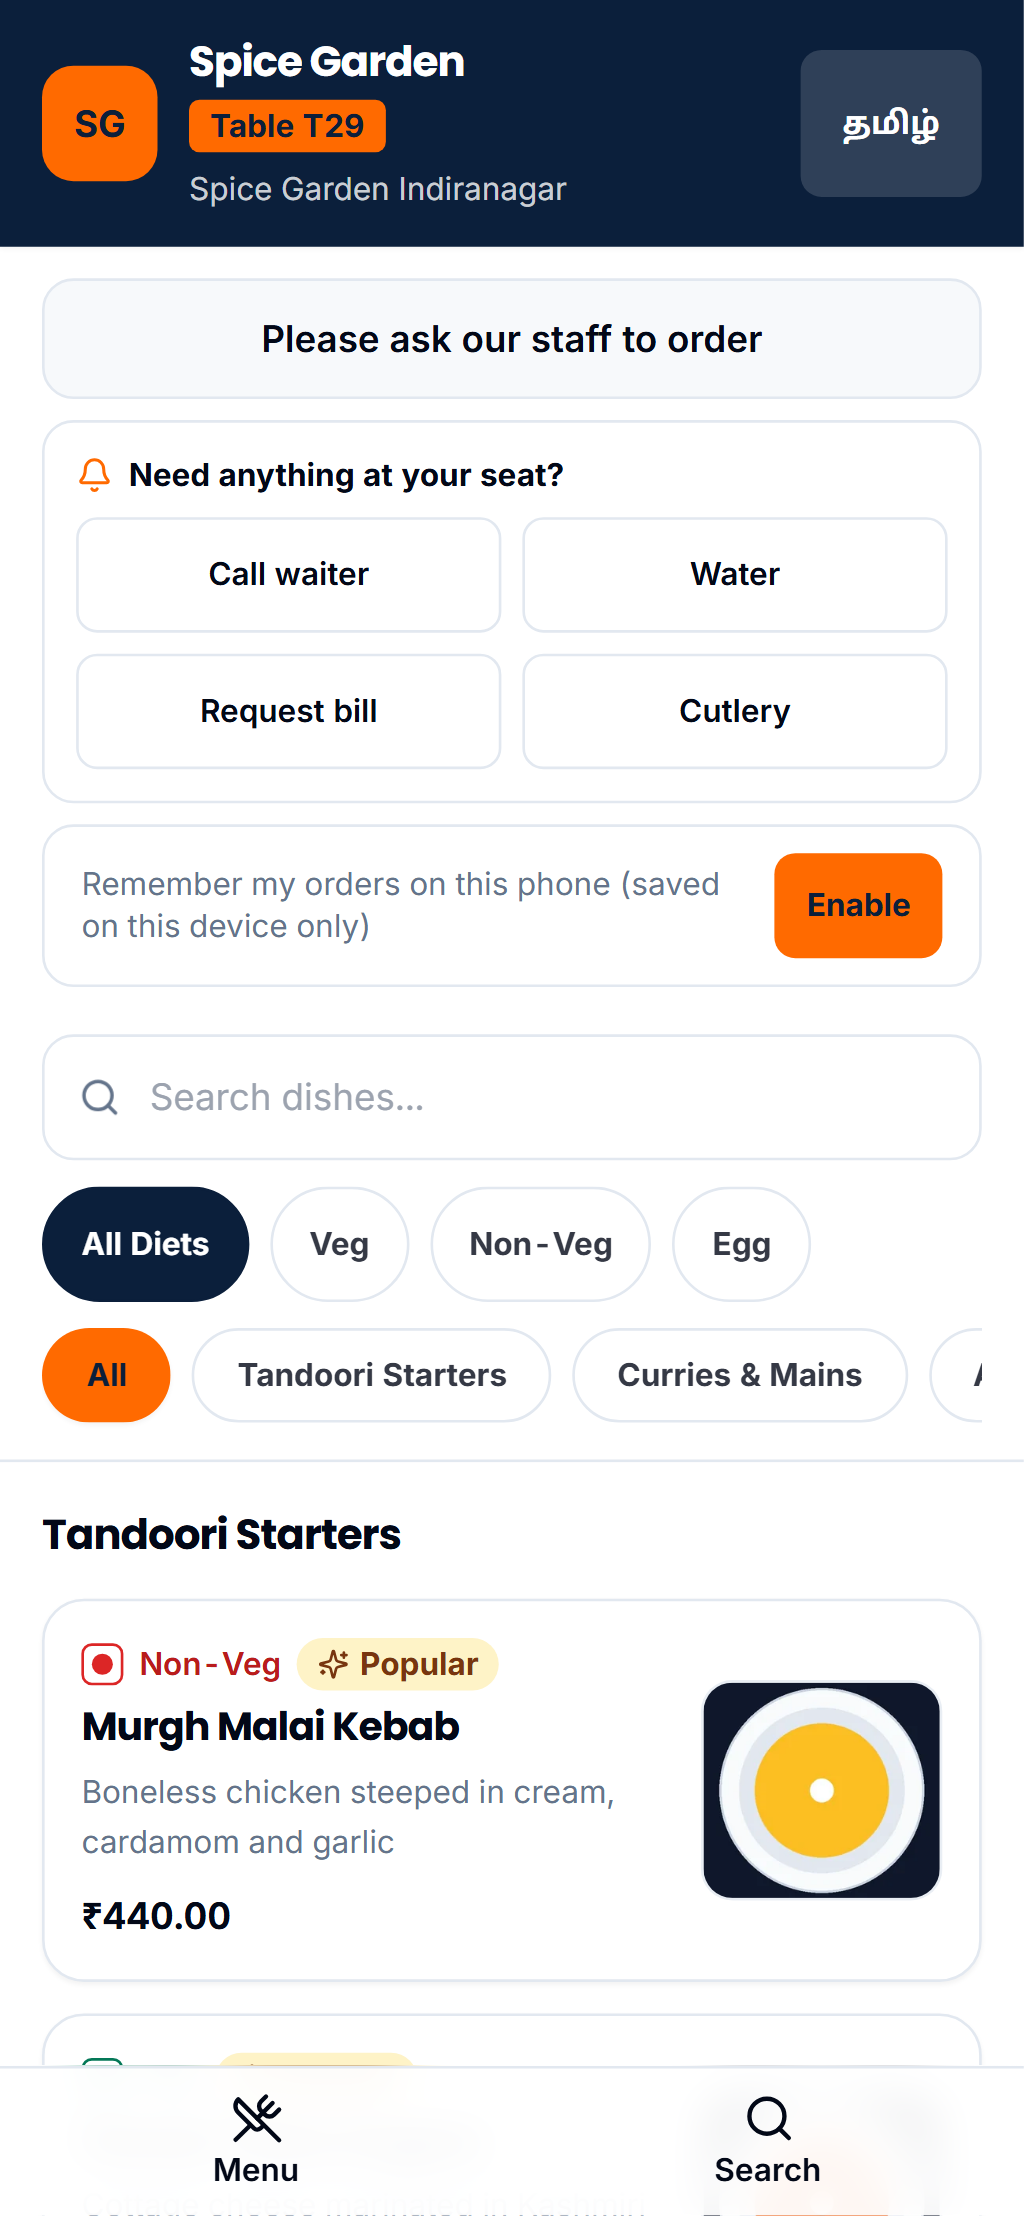 SG
Spice Garden
Table T29
Spice Garden Indiranagar
தமிழ்
Please ask our staff to order
Need anything at your seat?
Call waiter
Water
Request bill
Cutlery
Remember my orders on this phone (saved
on this device only)
Enable
Search dishes...
All Diets
Veg
Non-Veg
Egg
All
Tandoori Starters
Curries & Mains
Tandoori Starters
Non-Veg
Popular
Murgh Malai Kebab
Boneless chicken steeped in cream,
cardamom and garlic
₹440.00
Menu
Search